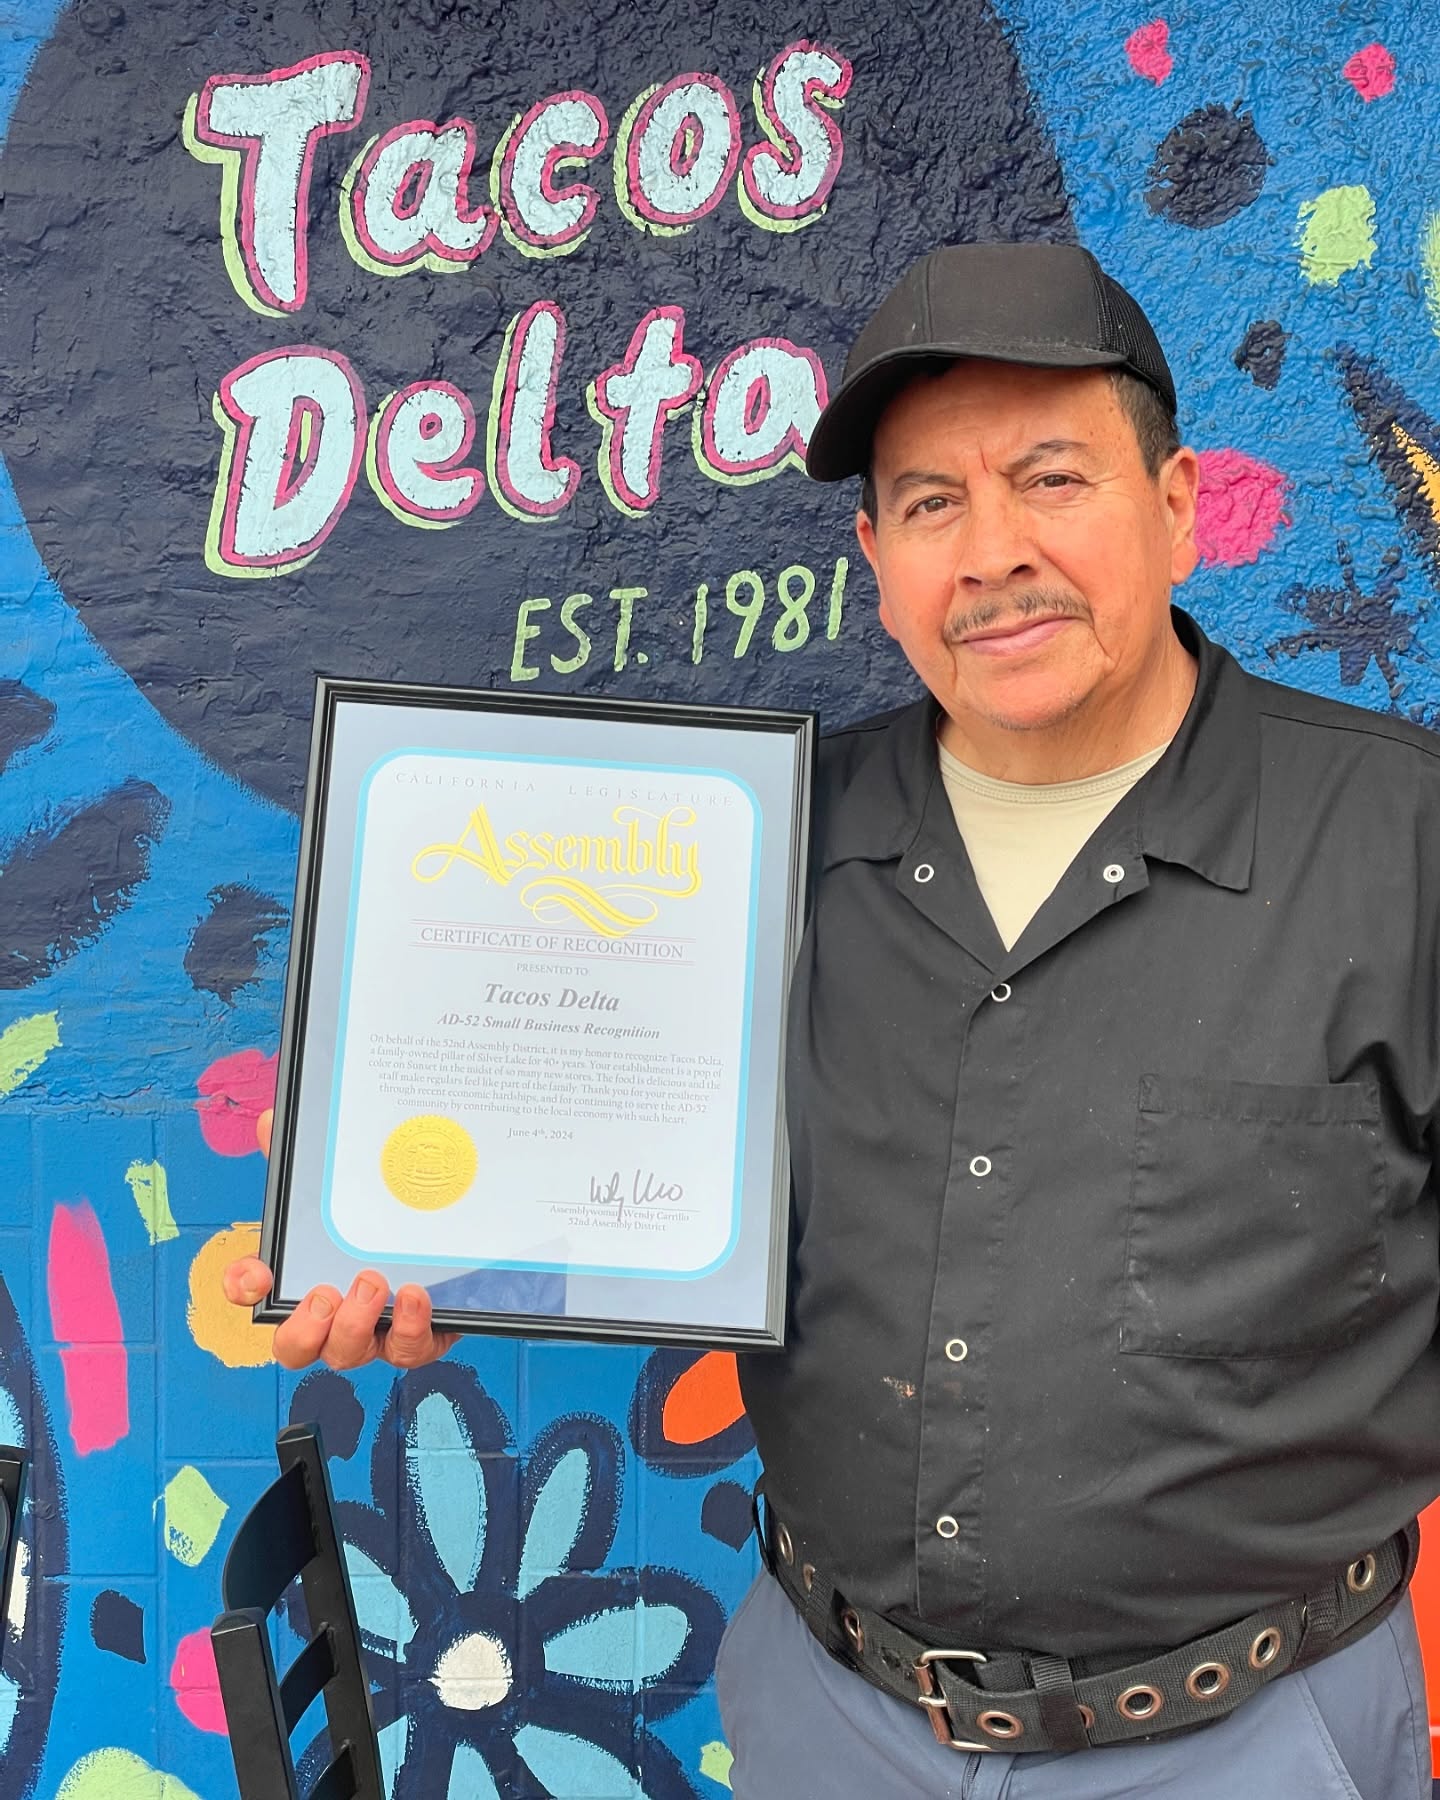 Tacos
Delta
EST. 1981
CALIFORNIA LEGISLATURE
Assembly
CERTIFICATE OF RECOGNITION
PRESENTED TO
Tacos Delta
AD-52 Small Business Recognition
On behalf of the 52nd Assembly District, it is my honor to recognize Tacos Delta,
a family-owned pillar of Silver Lake for 40+ years. Your establishment is a pop of
color on Sunset in the midst of so many new stores. The food is delicious and the
staff make regulars feel like part of the family. Thank you for your resilience
through recent economic hardships, and for continuing to serve the AD-52
community by contributing to the local economy with such heart.
June 4th, 2024
Assemblywoman Wendy Carrillo
52nd Assembly District